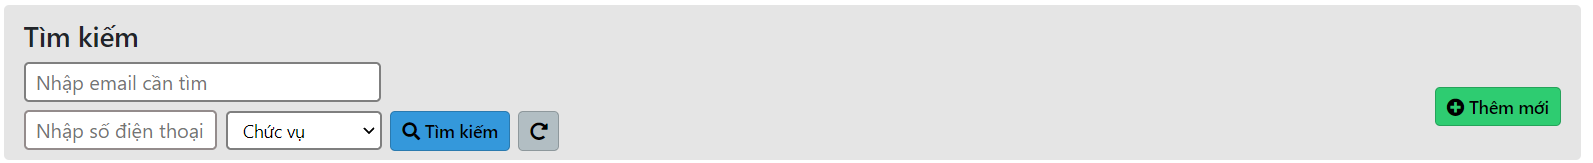 Tìm kiếm
Nhập email cần tìm
Nhập số điện thoại Chức vụ Tìm kiếm
Thêm mới